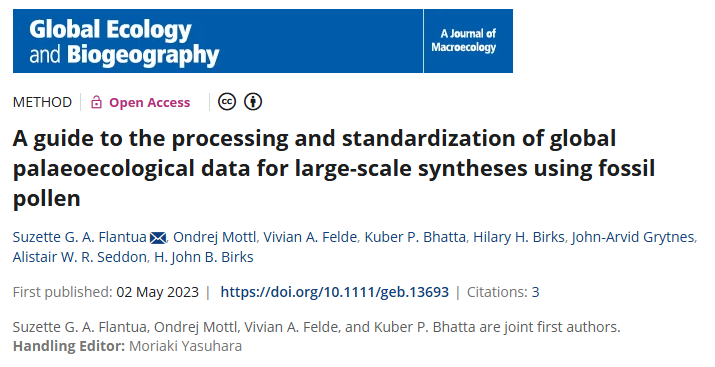 Global Ecology
and Biogeography
A Journal of
Macroecology
METHOD Open Access cc
A guide to the processing and standardization of global
palaeoecological data for large-scale syntheses using fossil
pollen
Suzette G. A. Flantua, Ondrej Mottl, Vivian A. Felde, Kuber P. Bhatta, Hilary H. Birks, John-Arvid Grytnes,
Alistair W. R. Seddon, H. John B. Birks
First published: 02 May 2023 | https://doi.org/10.1111/geb.13693 | Citations: 3
Suzette G. A. Flantua, Ondrej Mottl, Vivian A. Felde, and Kuber P. Bhatta are joint first authors.
Handling Editor: Moriaki Yasuhara